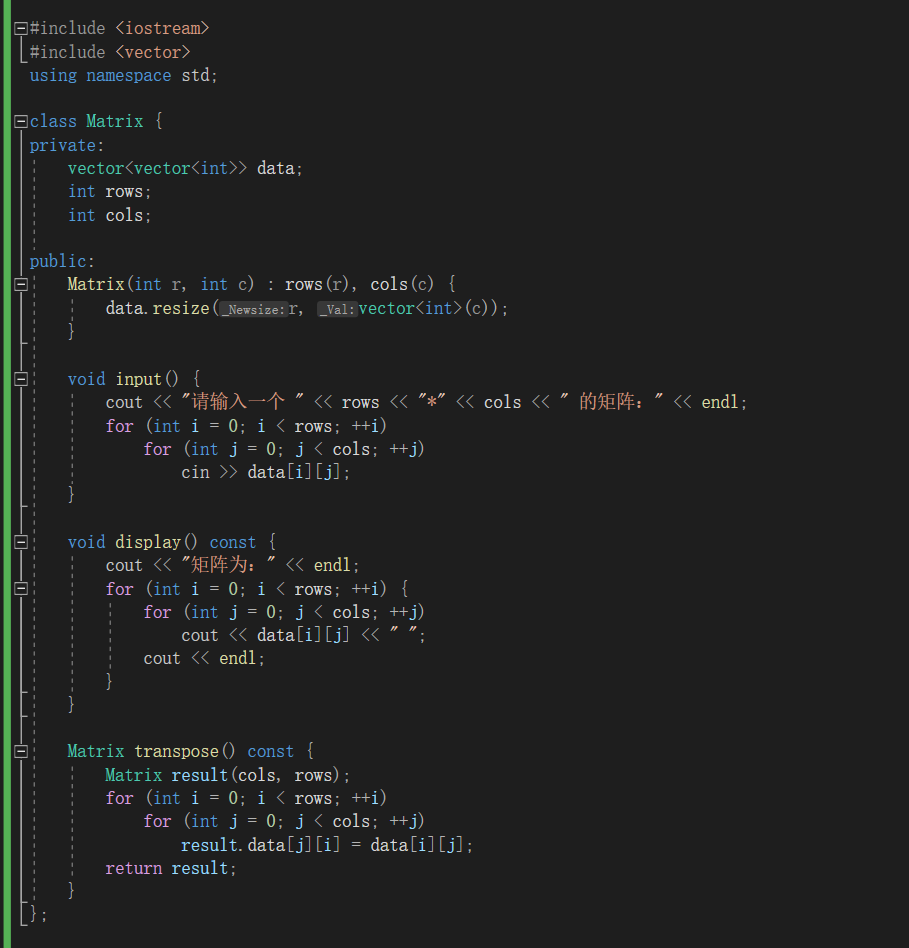 #include <iostream>
#include <vector>
using namespace std;
class Matrix {
private:
vector<vector<int>> data;
int rows;
int cols;
public:
Matrix(int r, int c) : rows(r), cols(c) {
data.resize(_Newsize:r, _Val:vector<int>(c));
}
void input() {
cout << "请输入一个 " << rows << "*" << cols << " 的矩阵：" << endl;
for (int i = 0; i < rows; ++i)
for (int j = 0; j < cols; ++j)
cin >> data[i][j];
}
void display() const {
cout << "矩阵为：" << endl;
for (int i = 0; i < rows; ++i) {
for (int j = 0; j < cols; ++j)
cout << data[i][j] << " ";
cout << endl;
}
}
Matrix transpose() const {
Matrix result(cols, rows);
for (int i = 0; i < rows; ++i)
for (int j = 0; j < cols; ++j)
result.data[j][i] = data[i][j];
return result;
}
};